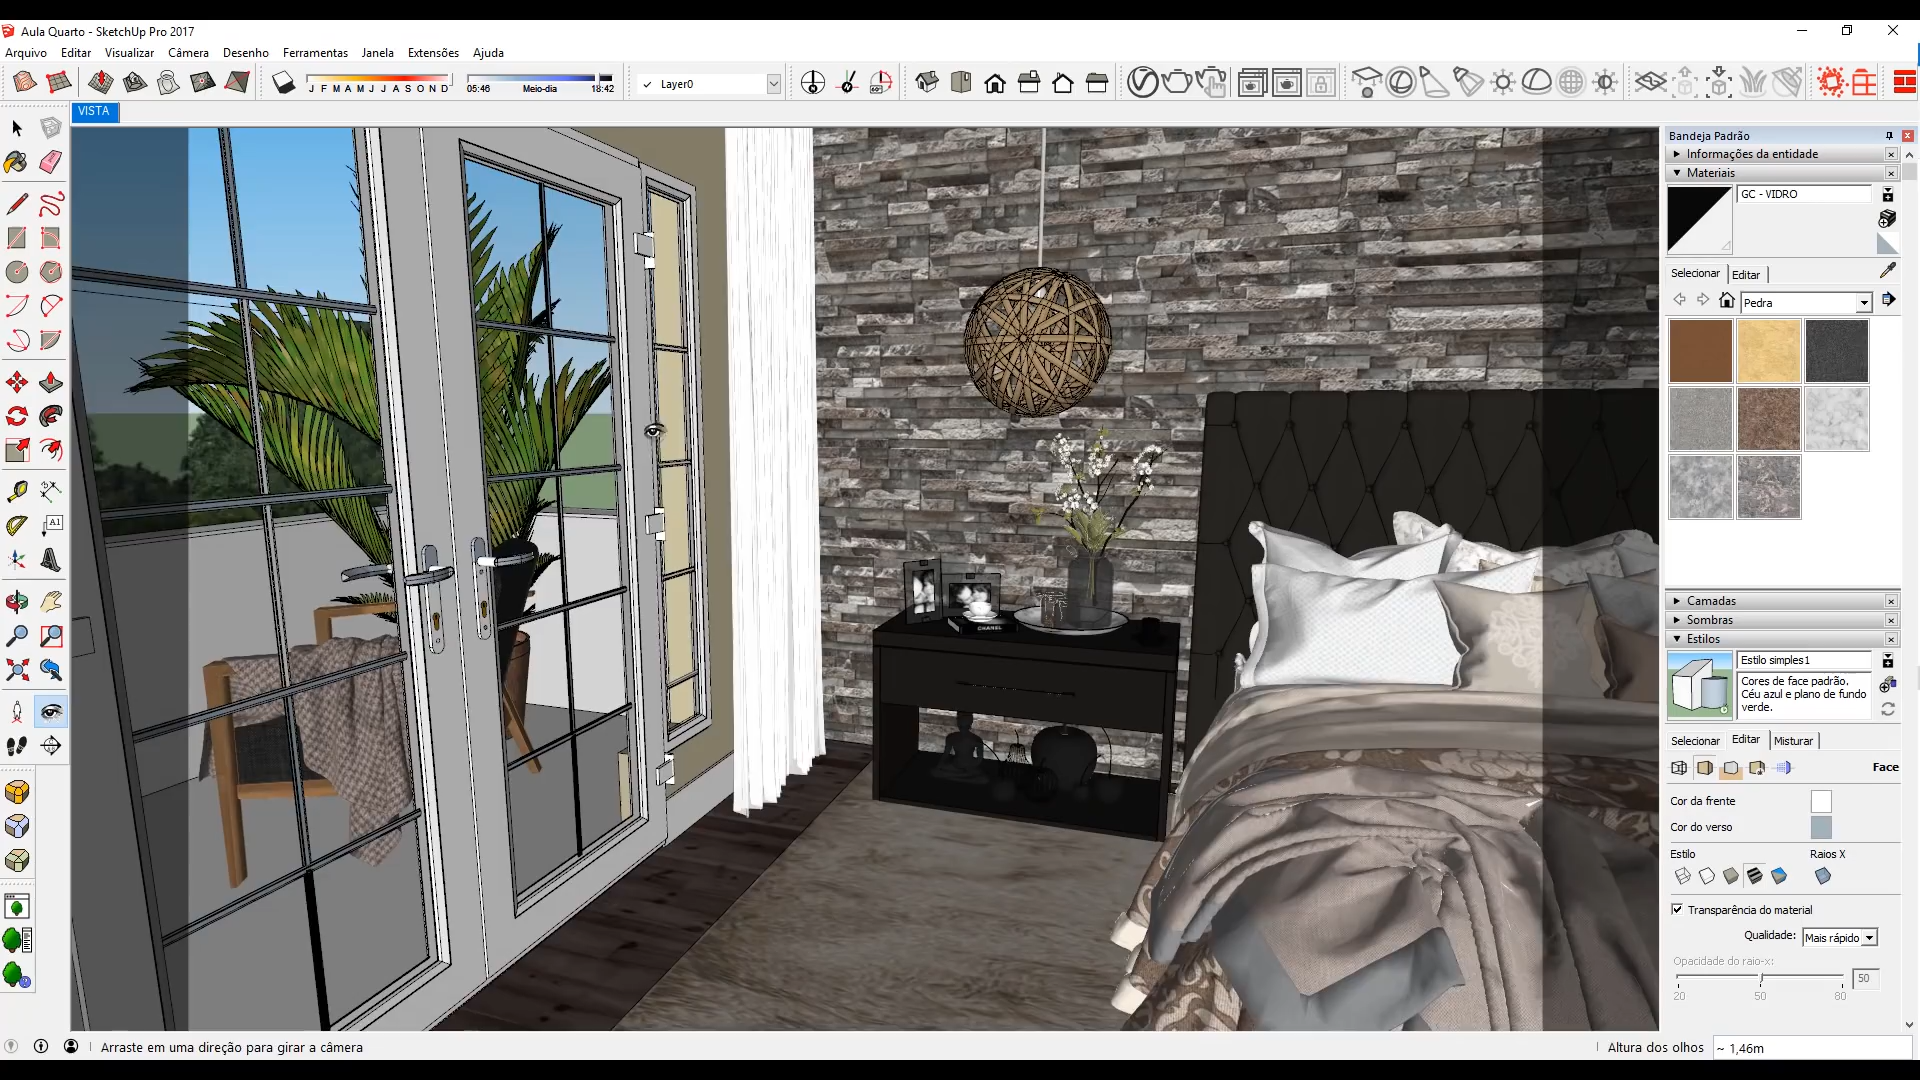 Aula Quarto - SketchUp Pro 2017
Arquivo Editar Visualizar Câmera Desenho Ferramentas Janela Extensões Ajuda
J F M A M J J A S O N D
05:46 Meio-dia 18:42
Layer0
VISTA
Bandeja Padrão
Informações da entidade
Materiais
GC - VIDRO
Selecionar Editar
Pedra
A1
CHANEL
Camadas
Sombras
Estilos
Estilo simples1
Cores de face padrão.
Céu azul e plano de fundo
verde.
Selecionar Editar Misturar
Face
Cor da frente
Cor do verso
Estilo Raios X
Transparência do material
Qualidade: Mais rápido
Opacidade do raio-x:
50
20 50 80
Arraste em uma direção para girar a câmera
Altura dos olhos ~ 1,46m